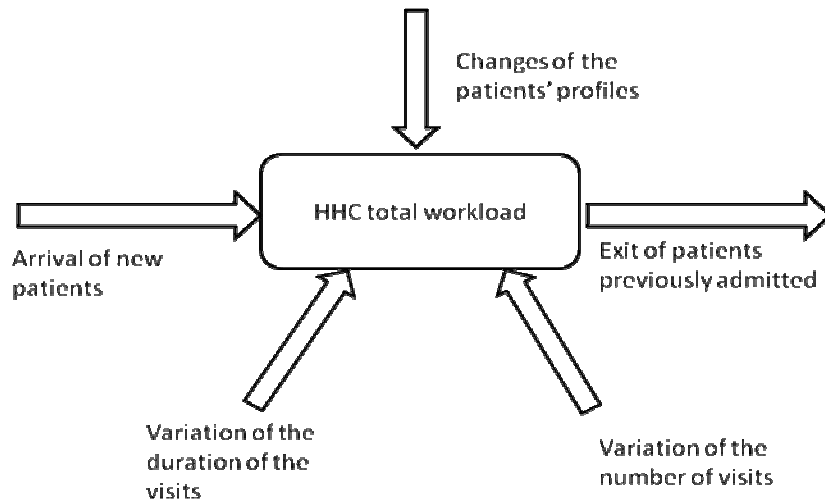 Changes of the
patients' profiles
HHC total workload
Arrival of new
patients
Exit of patients
previously admitted
Variation of the
duration of the
visits
Variation of the
number of visits